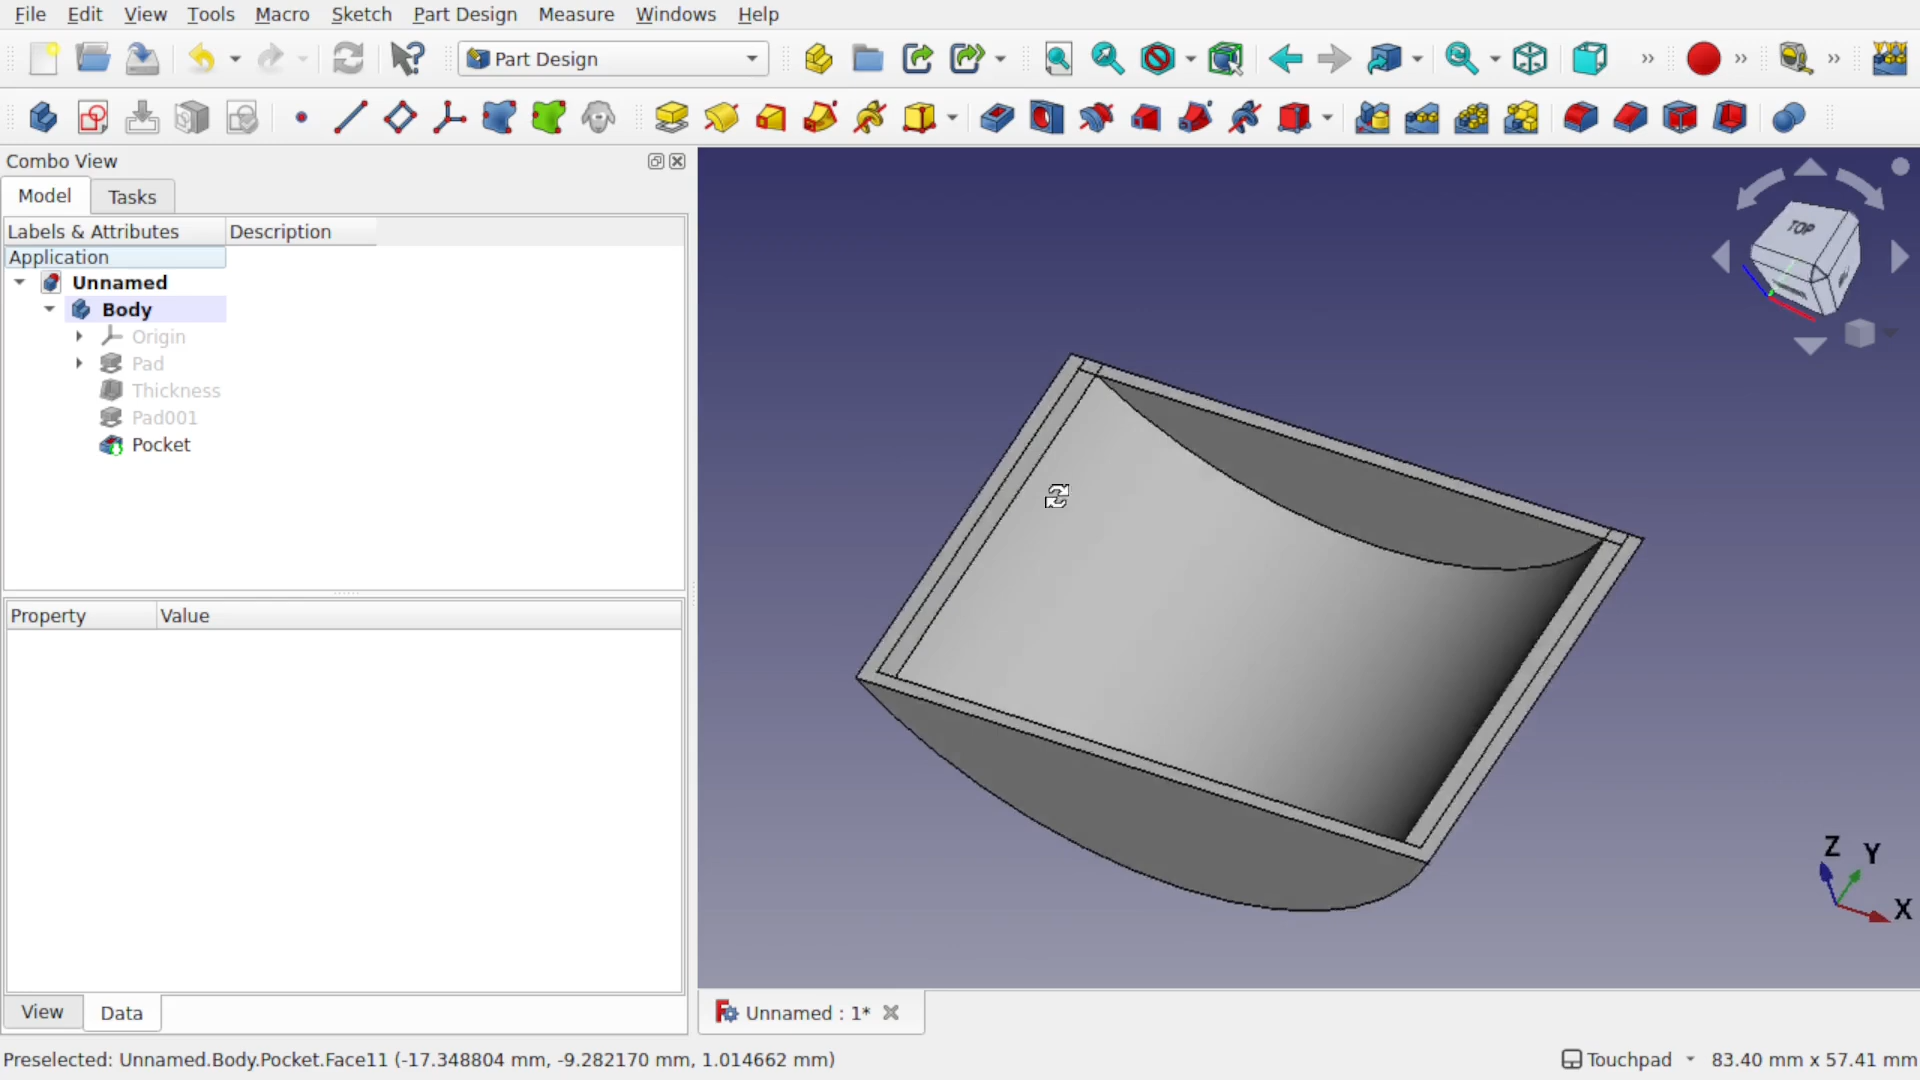 File Edit View Tools Macro Sketch Part Design Measure Windows Help
Part Design
Combo View
Model Tasks
Labels & Attributes Description
Application
Unnamed
Body
Origin
Pad
Thickness
Pad001
Pocket
Property Value
View Data
TOP
Z Y
X
Unnamed : 1*
Preselected: Unnamed.Body.Pocket.Face11 (-17.348804 mm, -9.282170 mm, 1.014662 mm) Touchpad 83.40 mm x 57.41 mm